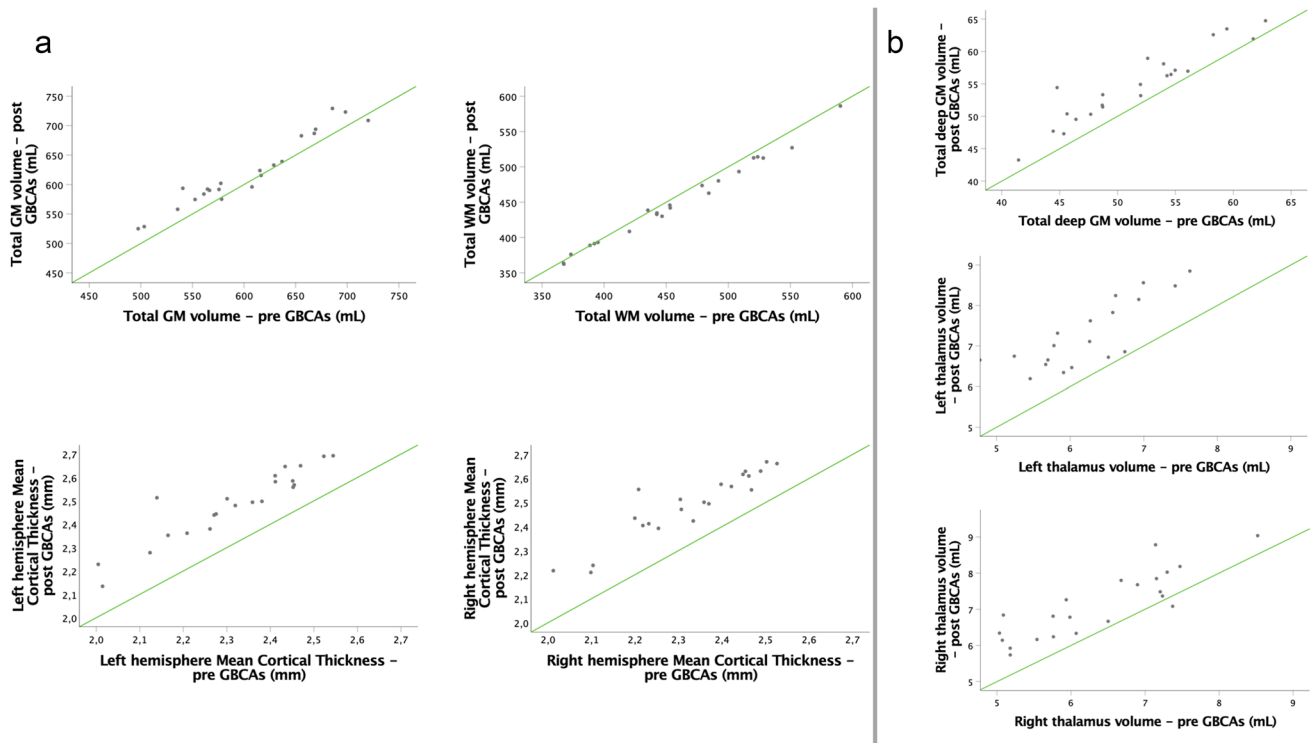 a
Total GM volume – post
GBCAs (mL)
750
700
650
600
550
500
450
450 500 550 600 650 700 750
Total GM volume – pre GBCAs (mL)
Total WM volume – post
GBCAs (mL)
600
550
500
450
400
350
350 400 450 500 550 600
Total WM volume – pre GBCAs (mL)
Left hemisphere Mean
Cortical Thickness –
post GBCAs (mm)
2,7
2,6
2,5
2,4
2,3
2,2
2,1
2,0
2,0 2,1 2,2 2,3 2,4 2,5 2,6 2,7
Left hemisphere Mean Cortical Thickness –
pre GBCAs (mm)
Right hemisphere Mean
Cortical Thickness –
post GBCAs (mm)
2,7
2,6
2,5
2,4
2,3
2,2
2,1
2,0
2,0 2,1 2,2 2,3 2,4 2,5 2,6 2,7
Right hemisphere Mean Cortical Thickness –
pre GBCAs (mm)
b
Total deep GM volume –
post GBCAs (mL)
65
60
55
50
45
40
40 45 50 55 60 65
Total deep GM volume – pre GBCAs (mL)
Left thalamus volume
– post GBCAs (mL)
9
8
7
6
5
5 6 7 8 9
Left thalamus volume – pre GBCAs (mL)
Right thalamus volume
– post GBCAs (mL)
9
8
7
6
5
5 6 7 8 9
Right thalamus volume – pre GBCAs (mL)